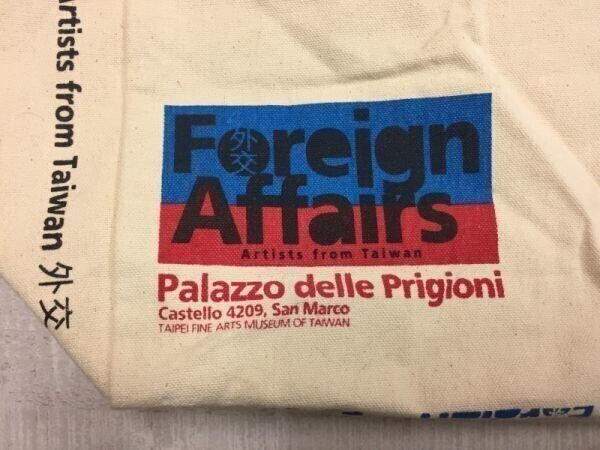 Artists from Taiwan 外交
Foreign
外交
Affairs
Artists from Taiwan
Palazzo delle Prigioni
Castello 4209, San Marco
TAIPEI FINE ARTS MUSEUM OF TAIWAN
Foreign